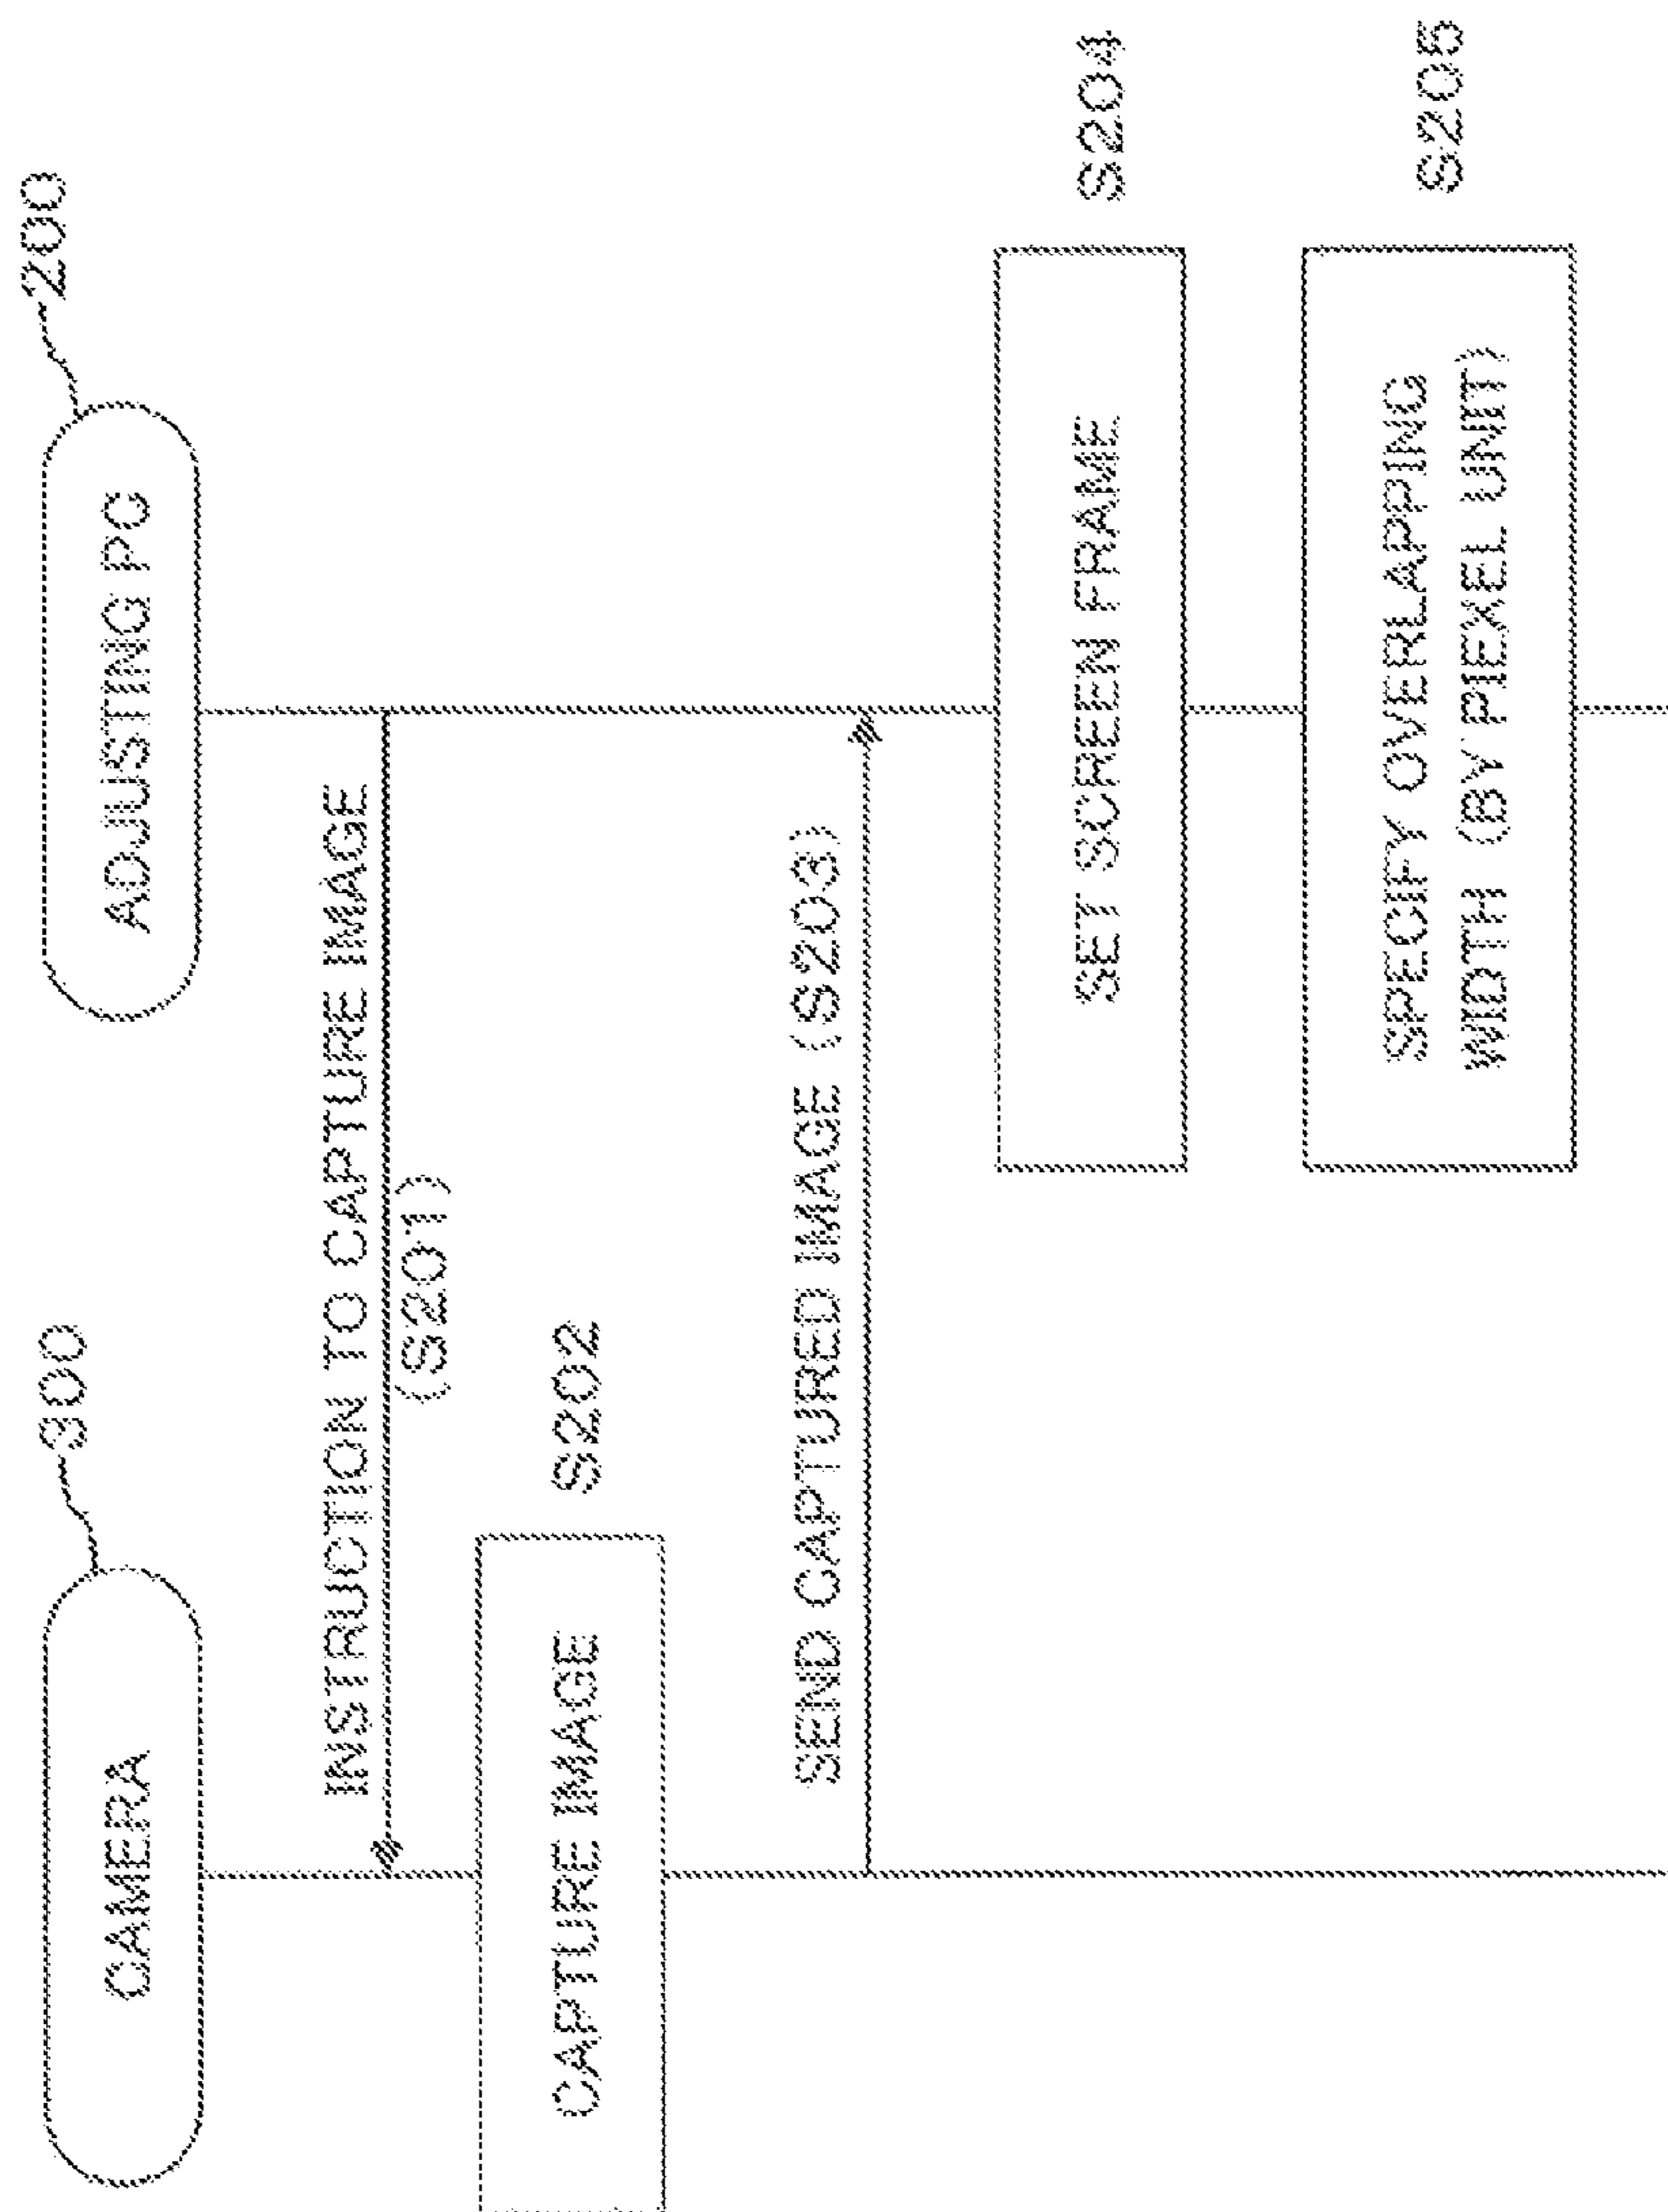 CAMERA
300
ADJUSTING PC
200
INSTRUCTION TO CAPTURE IMAGE
(S201)
CAPTURE IMAGE
S202
SEND CAPTURED IMAGE (S203)
SET SCREEN FRAME
S204
SPECIFY OVERLAPPING
WIDTH (BY PIEXEL UNIT)
S205